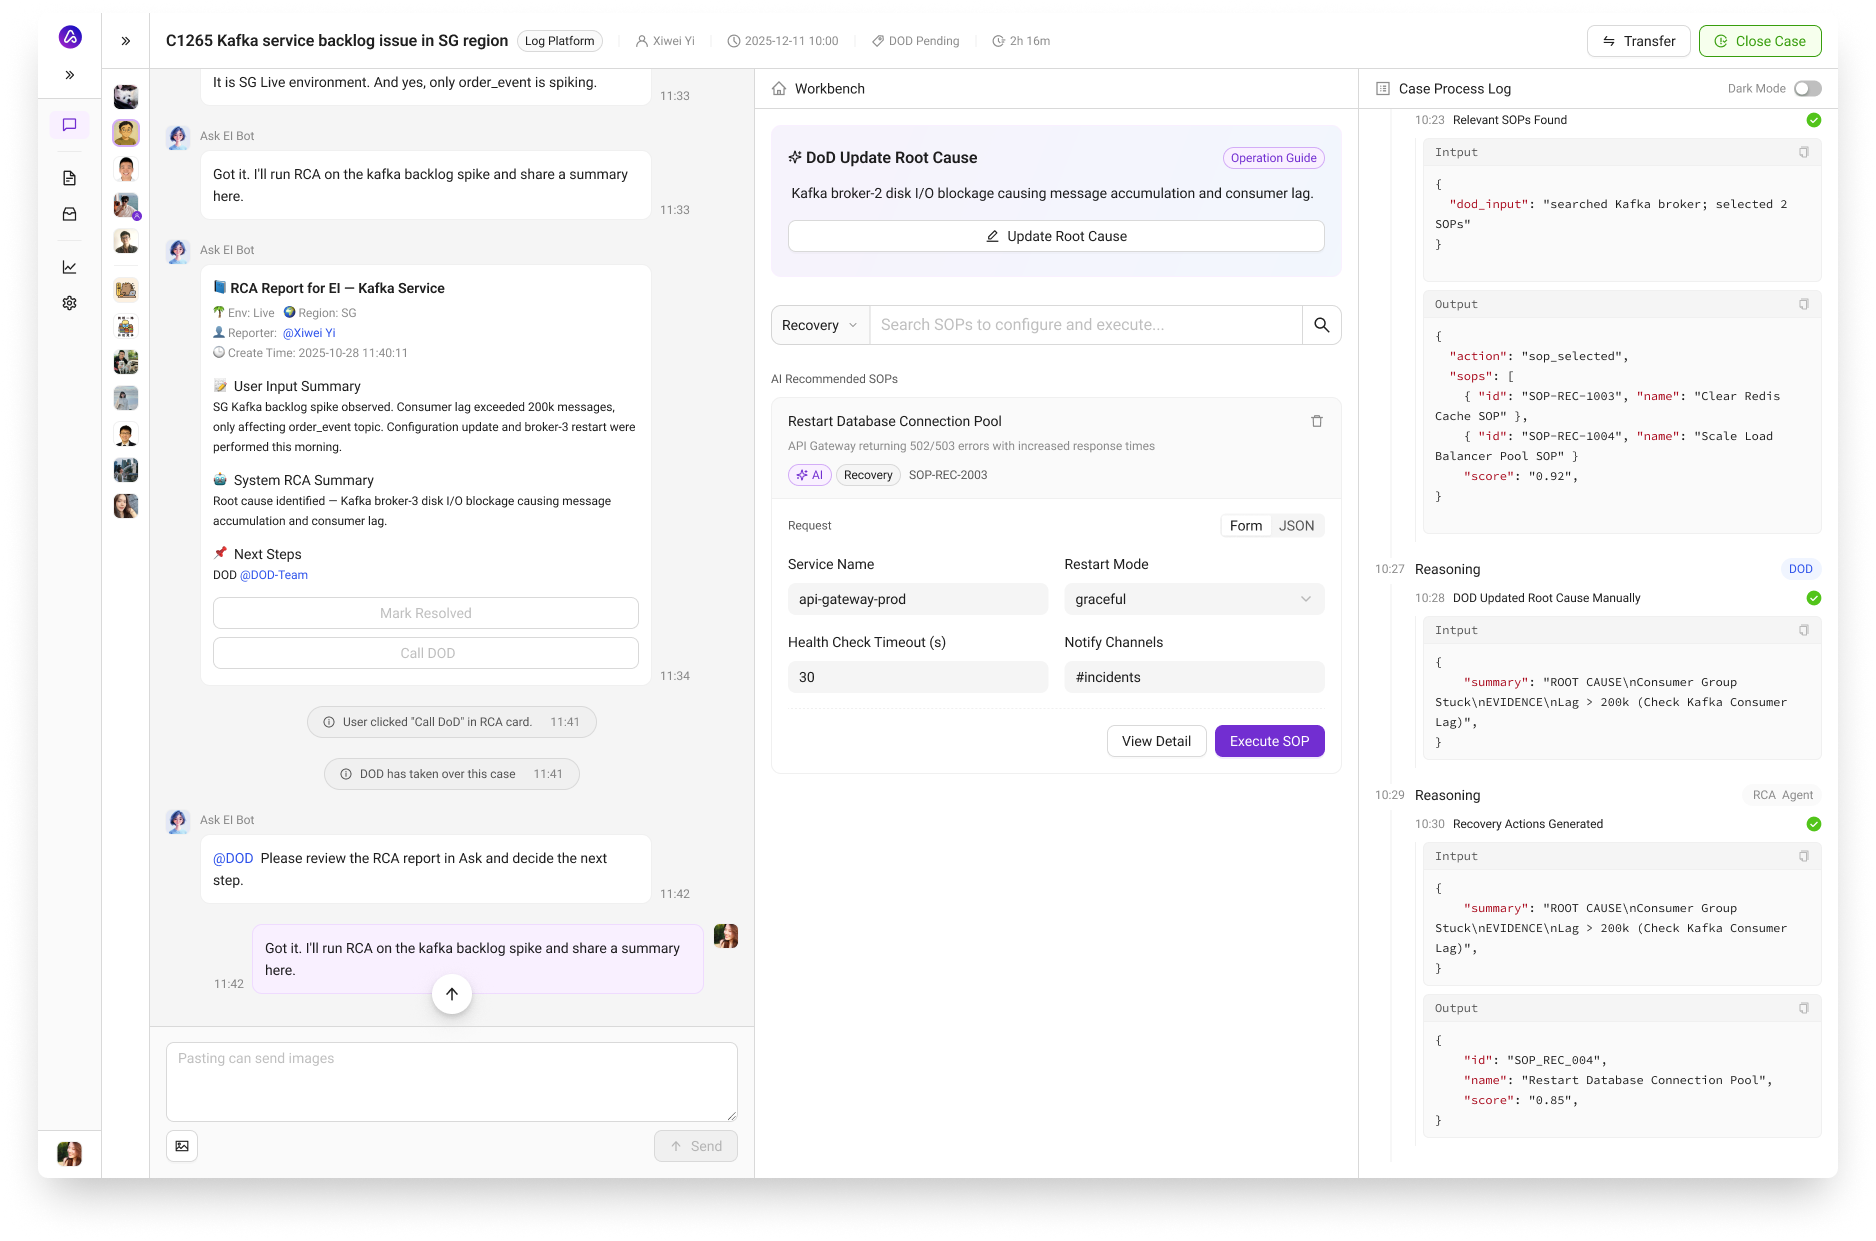 C1265 Kafka service backlog issue in SG region
Log Platform
Xiwei Yi
2025-12-11 10:00
DOD Pending
2h 16m
Transfer
Close Case
It is SG Live environment. And yes, only order_event is spiking.
11:33
Ask EI Bot
Got it. I'll run RCA on the kafka backlog spike and share a summary
here.
11:33
Ask EI Bot
RCA Report for EI — Kafka Service
Env: Live Region: SG
Reporter: @Xiwei Yi
Create Time: 2025-10-28 11:40:11
User Input Summary
SG Kafka backlog spike observed. Consumer lag exceeded 200k messages,
only affecting order_event topic. Configuration update and broker-3 restart were
performed this morning.
System RCA Summary
Root cause identified — Kafka broker-3 disk I/O blockage causing message
accumulation and consumer lag.
Next Steps
DOD @DOD-Team
Mark Resolved
Call DOD
11:34
User clicked "Call DoD" in RCA card. 11:41
DOD has taken over this case 11:41
Ask EI Bot
@DOD Please review the RCA report in Ask and decide the next
step.
11:42
Got it. I'll run RCA on the kafka backlog spike and share a summary
here.
11:42
Pasting can send images
Send
Workbench
DoD Update Root Cause
Operation Guide
Kafka broker-2 disk I/O blockage causing message accumulation and consumer lag.
Update Root Cause
Recovery
Search SOPs to configure and execute...
AI Recommended SOPs
Restart Database Connection Pool
API Gateway returning 502/503 errors with increased response times
AI
Recovery
SOP-REC-2003
Request
Form
JSON
Service Name
api-gateway-prod
Restart Mode
graceful
Health Check Timeout (s)
30
Notify Channels
#incidents
View Detail
Execute SOP
Case Process Log
Dark Mode
10:23 Relevant SOPs Found
Intput
{
"dod_input": "searched Kafka broker; selected 2
SOPs"
}
Output
{
"action": "sop_selected",
"sops": [
{ "id": "SOP-REC-1003", "name": "Clear Redis
Cache SOP" },
{ "id": "SOP-REC-1004", "name": "Scale Load
Balancer Pool SOP" }
"score": "0.92",
}
10:27 Reasoning
DOD
10:28 DOD Updated Root Cause Manually
Intput
{
"summary": "ROOT CAUSE\nConsumer Group
Stuck\nEVIDENCE\nLag > 200k (Check Kafka Consumer
Lag)",
}
10:29 Reasoning
RCA Agent
10:30 Recovery Actions Generated
Intput
{
"summary": "ROOT CAUSE\nConsumer Group
Stuck\nEVIDENCE\nLag > 200k (Check Kafka Consumer
Lag)",
}
Output
{
"id": "SOP_REC_004",
"name": "Restart Database Connection Pool",
"score": "0.85",
}